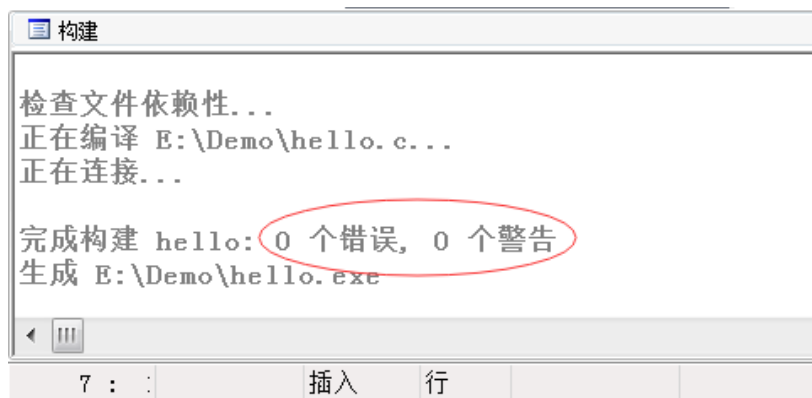 构建
检查文件依赖性...
正在编译 E:\Demo\hello.c...
正在连接...
完成构建 hello: 0 个错误, 0 个警告
生成 E:\Demo\hello.exe
7 : 插入 行